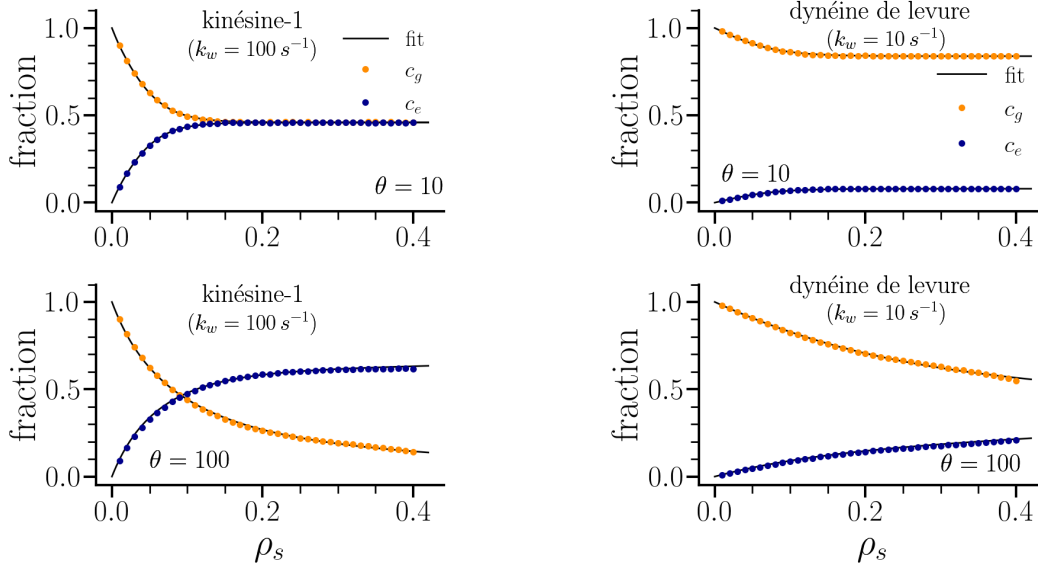 kinésine-1
(k_w = 100 s⁻¹)
fit
c_g
c_e
θ = 10
fraction
1.0
0.5
0.0
0.0
0.2
0.4
dynéine de levure
(k_w = 10 s⁻¹)
fit
c_g
c_e
θ = 10
fraction
1.0
0.5
0.0
0.0
0.2
0.4
kinésine-1
(k_w = 100 s⁻¹)
θ = 100
fraction
1.0
0.5
0.0
0.0
0.2
0.4
ρ_s
dynéine de levure
(k_w = 10 s⁻¹)
θ = 100
fraction
1.0
0.5
0.0
0.0
0.2
0.4
ρ_s